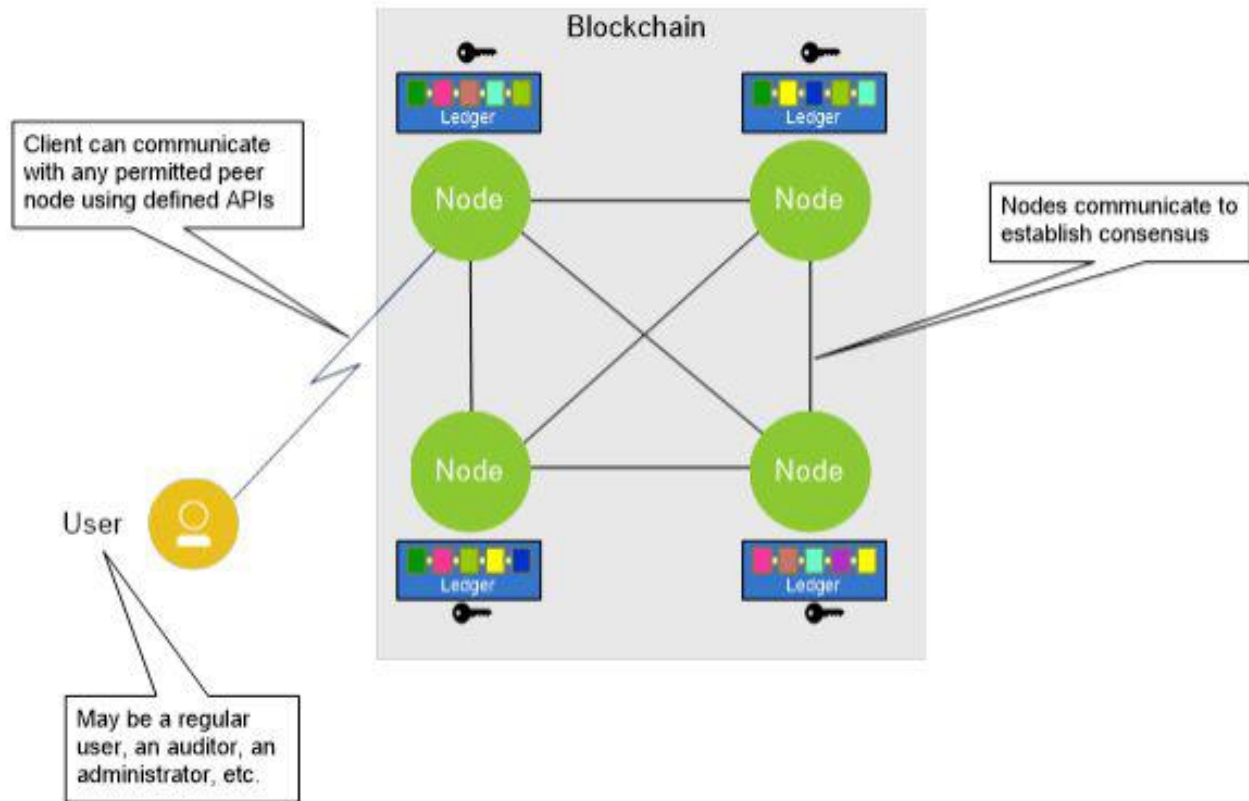 Blockchain
Ledger
Ledger
Client can communicate
with any permitted peer
node using defined APIs
Node
Node
Nodes communicate to
establish consensus
Node
Node
User
Ledger
Ledger
May be a regular
user, an auditor, an
administrator, etc.